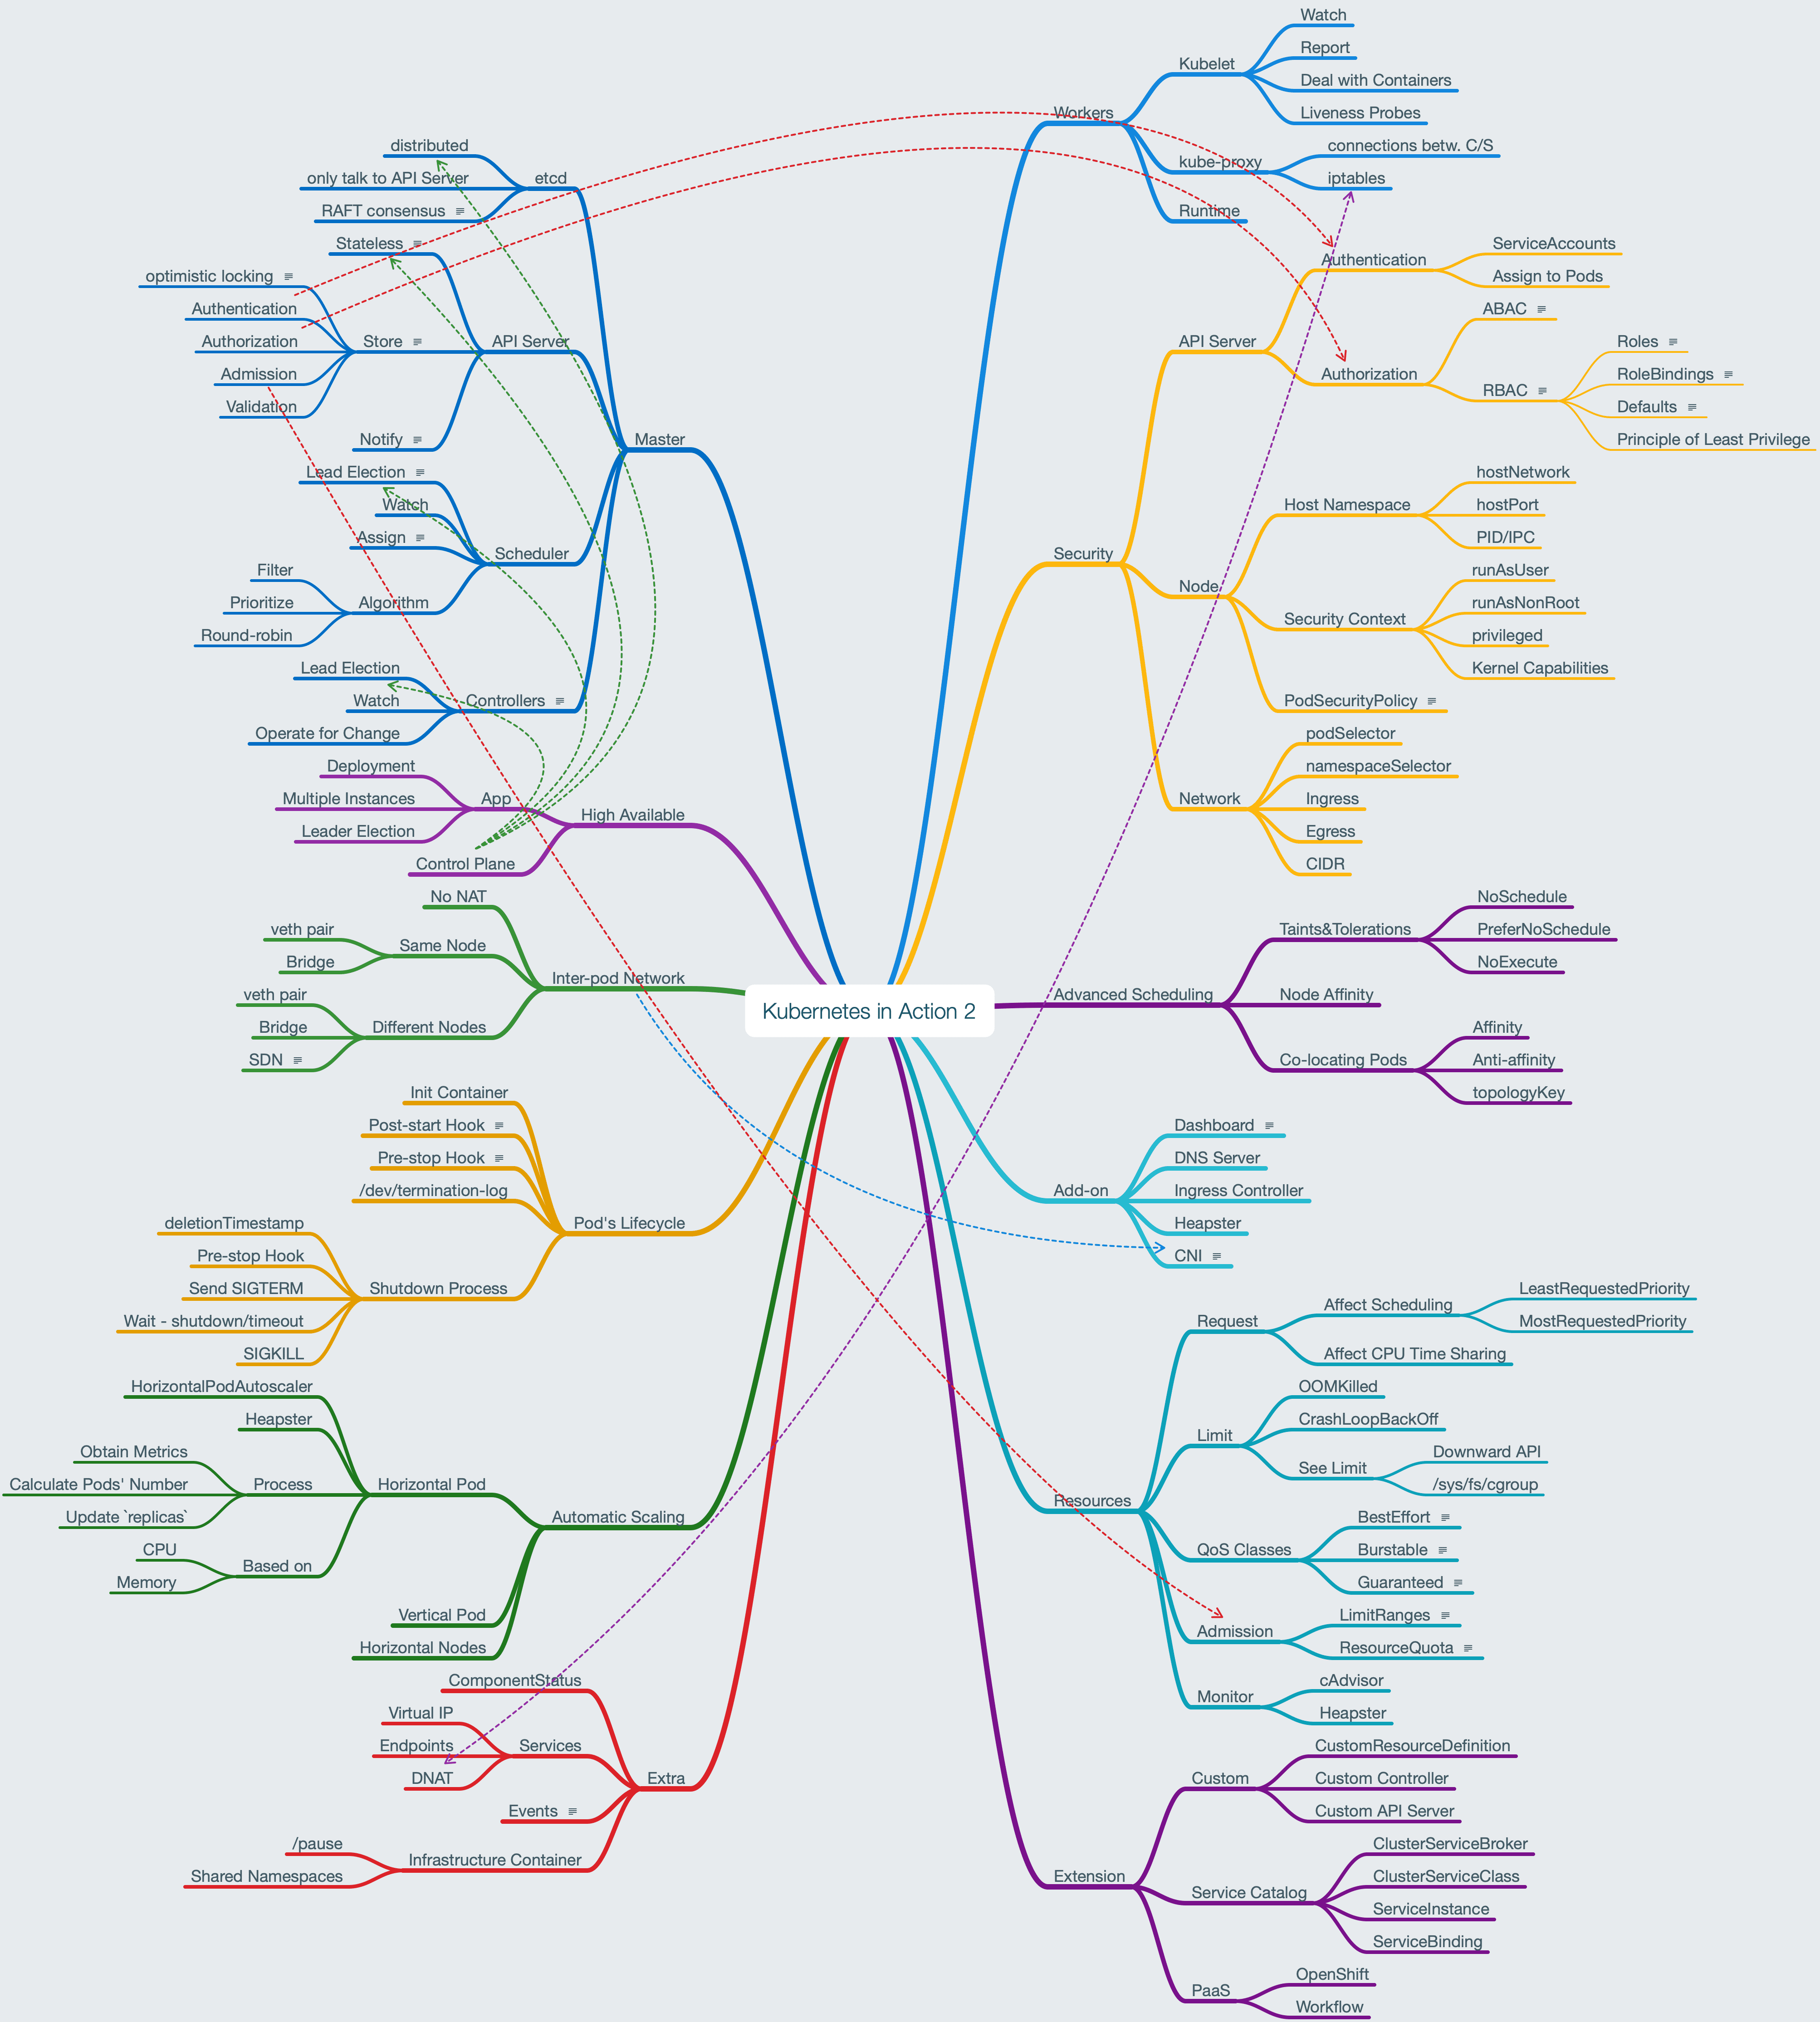 Kubernetes in Action 2
Master
etcd
distributed
only talk to API Server
RAFT consensus
API Server
Stateless
Store
optimistic locking
Authentication
Authorization
Admission
Validation
Notify
Scheduler
Lead Election
Watch
Assign
Algorithm
Filter
Prioritize
Round-robin
Controllers
Lead Election
Watch
Operate for Change
High Available
App
Deployment
Multiple Instances
Leader Election
Control Plane
Inter-pod Network
No NAT
Same Node
veth pair
Bridge
Different Nodes
veth pair
Bridge
SDN
Pod's Lifecycle
Init Container
Post-start Hook
Pre-stop Hook
/dev/termination-log
Shutdown Process
deletionTimestamp
Pre-stop Hook
Send SIGTERM
Wait - shutdown/timeout
SIGKILL
Automatic Scaling
Horizontal Pod
HorizontalPodAutoscaler
Heapster
Process
Obtain Metrics
Calculate Pods' Number
Update `replicas`
Based on
CPU
Memory
Vertical Pod
Horizontal Nodes
Extra
ComponentStatus
Services
Virtual IP
Endpoints
DNAT
Events
Infrastructure Container
/pause
Shared Namespaces
Workers
Kubelet
Watch
Report
Deal with Containers
Liveness Probes
kube-proxy
connections betw. C/S
iptables
Runtime
Security
API Server
Authentication
ServiceAccounts
Assign to Pods
Authorization
ABAC
RBAC
Roles
RoleBindings
Defaults
Principle of Least Privilege
Node
Host Namespace
hostNetwork
hostPort
PID/IPC
Security Context
runAsUser
runAsNonRoot
privileged
Kernel Capabilities
PodSecurityPolicy
Network
podSelector
namespaceSelector
Ingress
Egress
CIDR
Advanced Scheduling
Taints&Tolerations
NoSchedule
PreferNoSchedule
NoExecute
Node Affinity
Co-locating Pods
Affinity
Anti-affinity
topologyKey
Add-on
Dashboard
DNS Server
Ingress Controller
Heapster
CNI
Resources
Request
Affect Scheduling
LeastRequestedPriority
MostRequestedPriority
Affect CPU Time Sharing
Limit
OOMKilled
CrashLoopBackOff
See Limit
Downward API
/sys/fs/cgroup
QoS Classes
BestEffort
Burstable
Guaranteed
Admission
LimitRanges
ResourceQuota
Monitor
cAdvisor
Heapster
Extension
Custom
CustomResourceDefinition
Custom Controller
Custom API Server
Service Catalog
ClusterServiceBroker
ClusterServiceClass
ServiceInstance
ServiceBinding
PaaS
OpenShift
Workflow